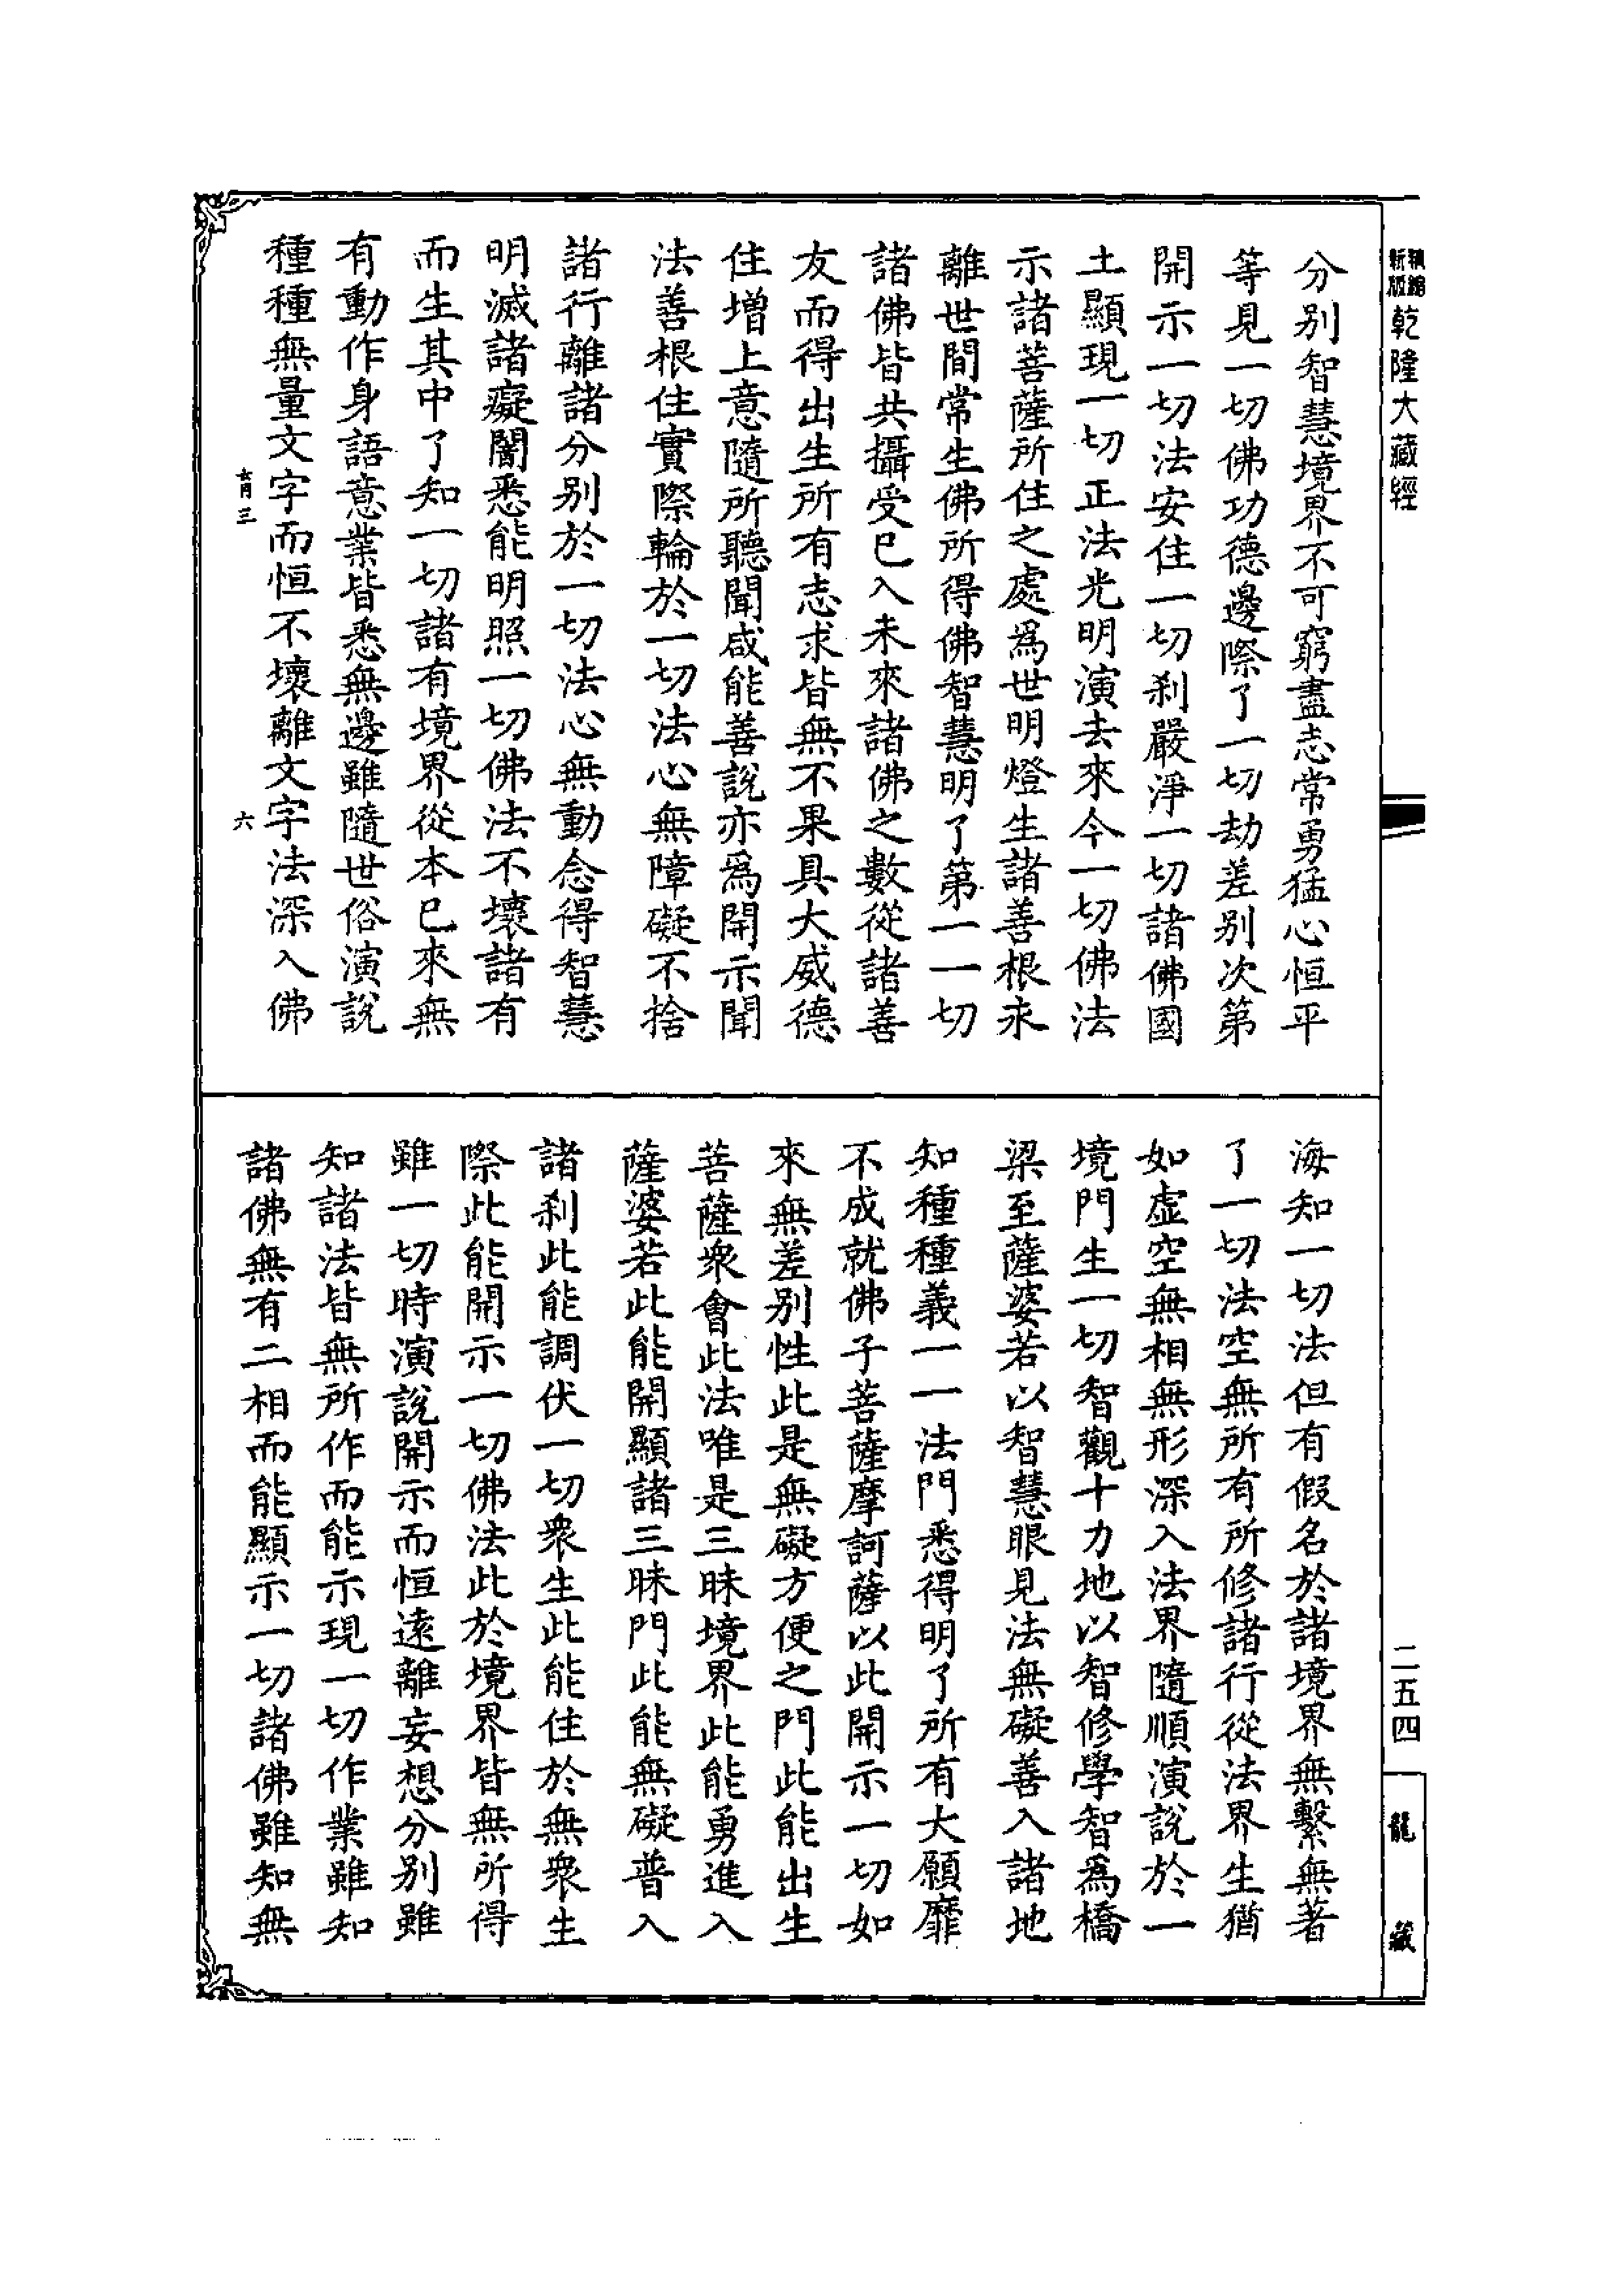 精縮
新版
乾隆大藏經
分別智慧境界不可窮盡志常勇猛心恒平
等見一切佛功德邊際了一切劫差別次第
開示一切法安住一切刹嚴淨一切諸佛國
土顯現一切正法光明演去來今一切佛法
示諸菩薩所住之處爲世明燈生諸善根永
離世間常生佛所得佛智慧明了第一一切
諸佛皆共攝受已入未來諸佛之數從諸善
友而得出生所有志求皆無不果具大威德
住增上意隨所聽聞咸能善說亦爲開示聞
法善根住實際輪於一切法心無障礙不捨
諸行離諸分別於一切法心無動念得智慧
明滅諸癡闇悉能明照一切佛法不壞諸有
而生其中了知一切諸有境界從本已來無
有動作身語意業皆悉無邊雖隨世俗演說
種種無量文字而恒不壞離文字法深入佛
三
六
海知一切法但有假名於諸境界無繫無著
了一切法空無所有所修諸行從法界生猶
如虛空無相無形深入法界隨順演說於一
境門生一切智觀十力地以智修學智爲橋
梁至薩婆若以智慧眼見法無礙善入諸地
知種種義一一法門悉得明了所有大願靡
不成就佛子菩薩摩訶薩以此開示一切如
來無差別性此是無礙方便之門此能出生
菩薩衆會此法唯是三昧境界此能勇進入
薩婆若此能開顯諸三昧門此能無礙普入
諸刹此能調伏一切衆生此能住於無衆生
際此能開示一切佛法此於境界皆無所得
雖一切時演說開示而恒遠離妄想分別雖
知諸法皆無所作而能示現一切作業雖知
諸佛無有二相而能顯示一切諸佛雖知無
二五四
龍藏